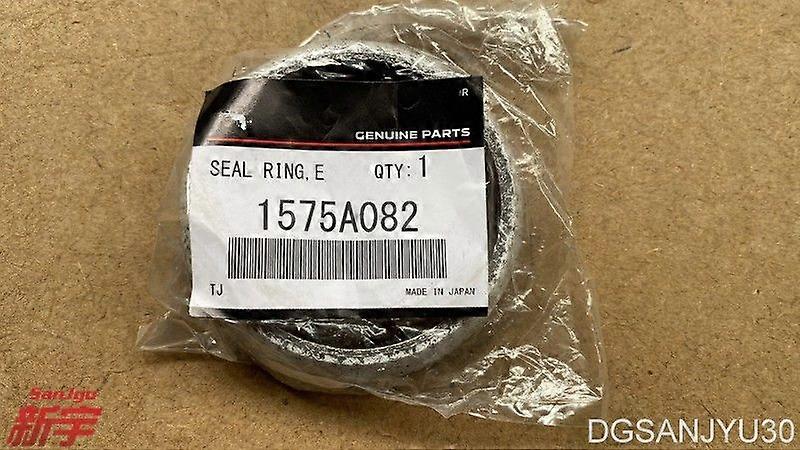 R
GENUINE PARTS
SEAL RING,E QTY:1
1575A082
TJ MADE IN JAPAN
SanJyu
新宇
DGSANJYU30